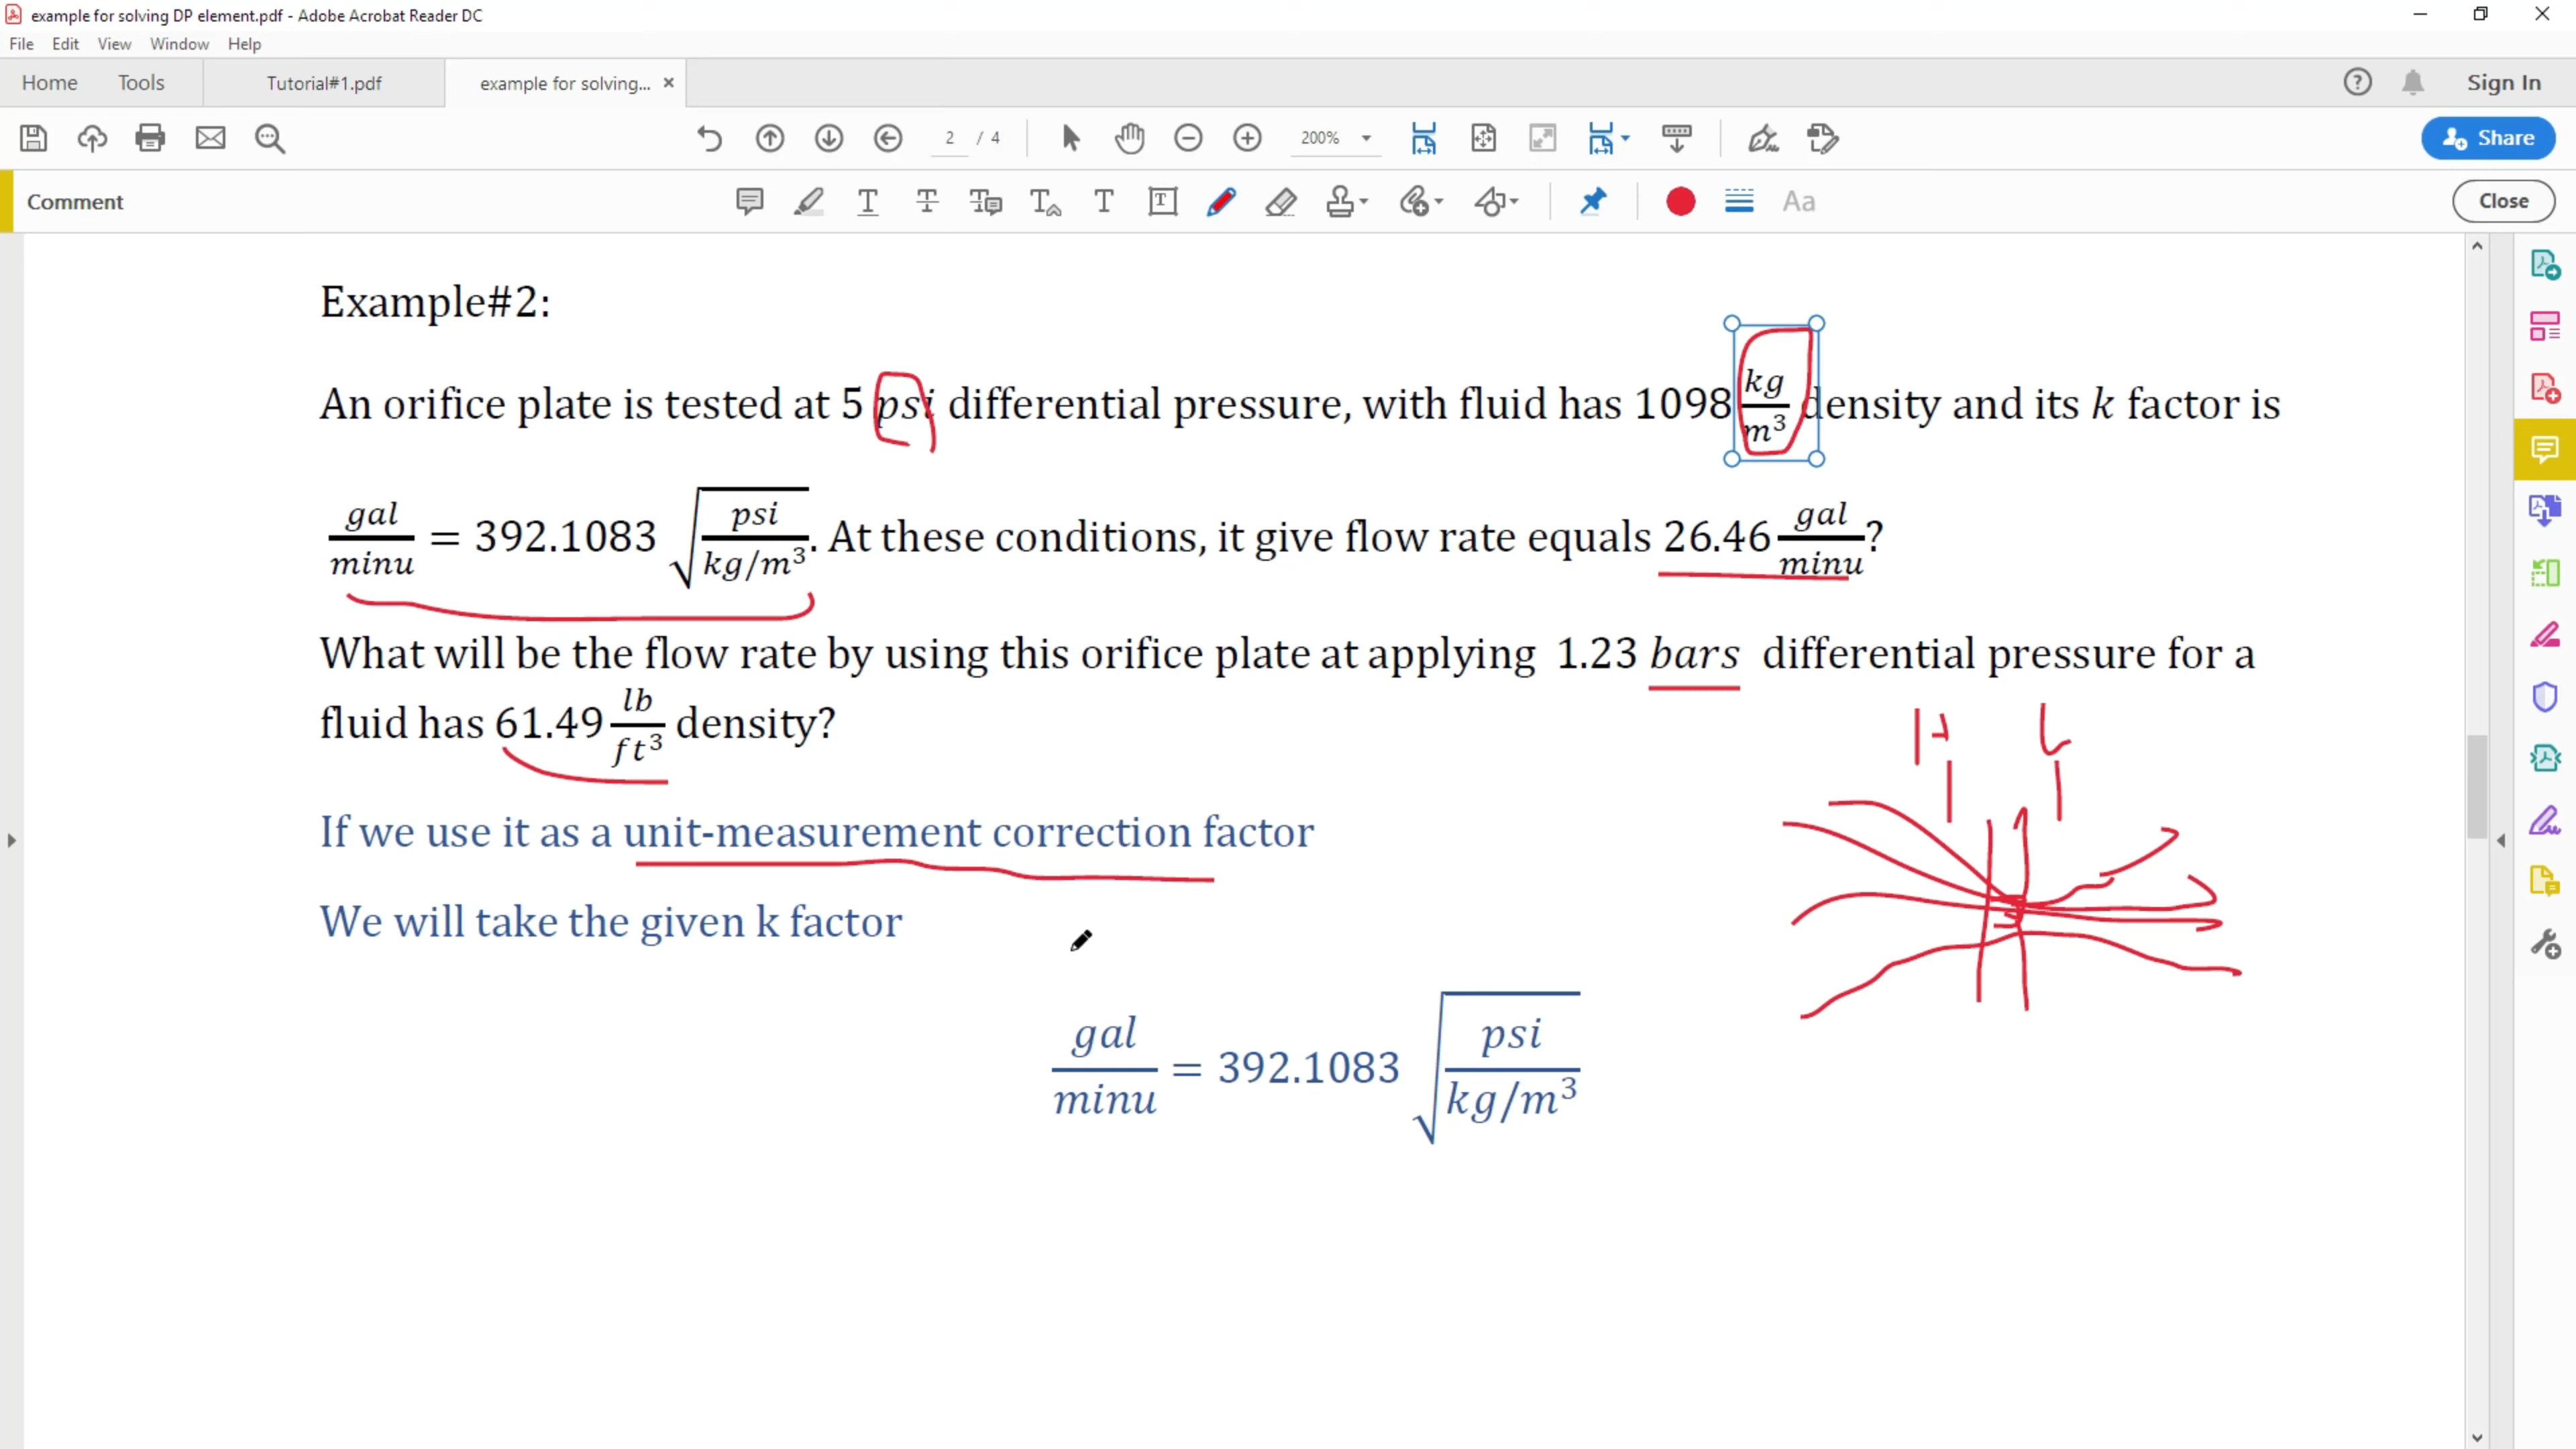 example for solving DP element.pdf - Adobe Acrobat Reader DC
File Edit View Window Help
Home Tools Tutorial#1.pdf example for solving... × Sign In
2 / 4 200% Share
Comment Aa Close
Example#2:
An orifice plate is tested at 5 psi differential pressure, with fluid has 1098 kg/m³ density and its k factor is
gal/minu = 392.1083 √(psi/(kg/m³)). At these conditions, it give flow rate equals 26.46 gal/minu?
What will be the flow rate by using this orifice plate at applying 1.23 bars differential pressure for a
fluid has 61.49 lb/ft³ density?
H L
If we use it as a unit-measurement correction factor
We will take the given k factor
gal/minu = 392.1083 √(psi/(kg/m³))